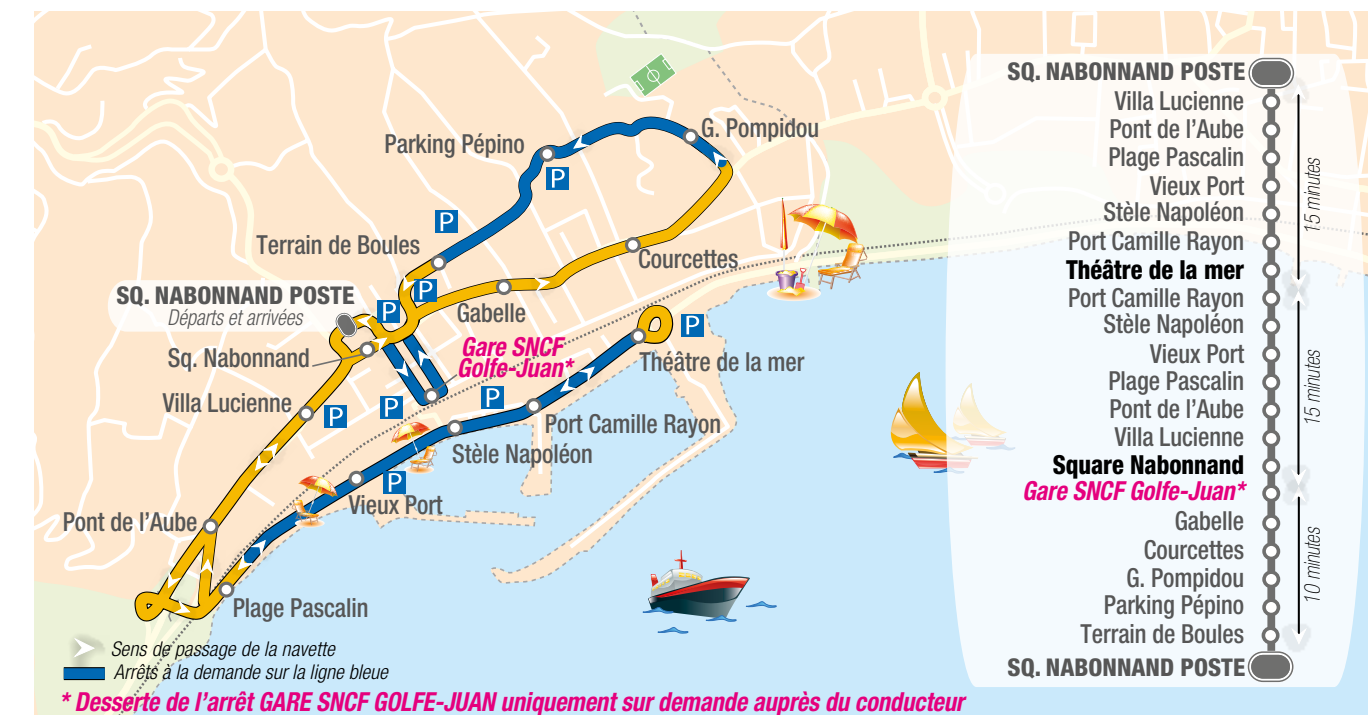 G. Pompidou
Parking Pépino
P
P
Terrain de Boules
Courcettes
SQ. NABONNAND POSTE
Départs et arrivées
P
P
Gabelle
P
Sq. Nabonnand
Gare SNCF
Golfe-Juan*
Théâtre de la mer
Villa Lucienne
P
P
P
Port Camille Rayon
Stèle Napoléon
P
Vieux Port
Pont de l'Aube
Plage Pascalin
Sens de passage de la navette
Arrêts à la demande sur la ligne bleue
* Desserte de l'arrêt GARE SNCF GOLFE-JUAN uniquement sur demande auprès du conducteur
SQ. NABONNAND POSTE
Villa Lucienne
Pont de l'Aube
Plage Pascalin
Vieux Port
Stèle Napoléon
Port Camille Rayon
Théâtre de la mer
15 minutes
Port Camille Rayon
Stèle Napoléon
Vieux Port
Plage Pascalin
Pont de l'Aube
Villa Lucienne
Square Nabonnand
15 minutes
Gare SNCF Golfe-Juan*
Gabelle
Courcettes
G. Pompidou
Parking Pépino
Terrain de Boules
10 minutes
SQ. NABONNAND POSTE